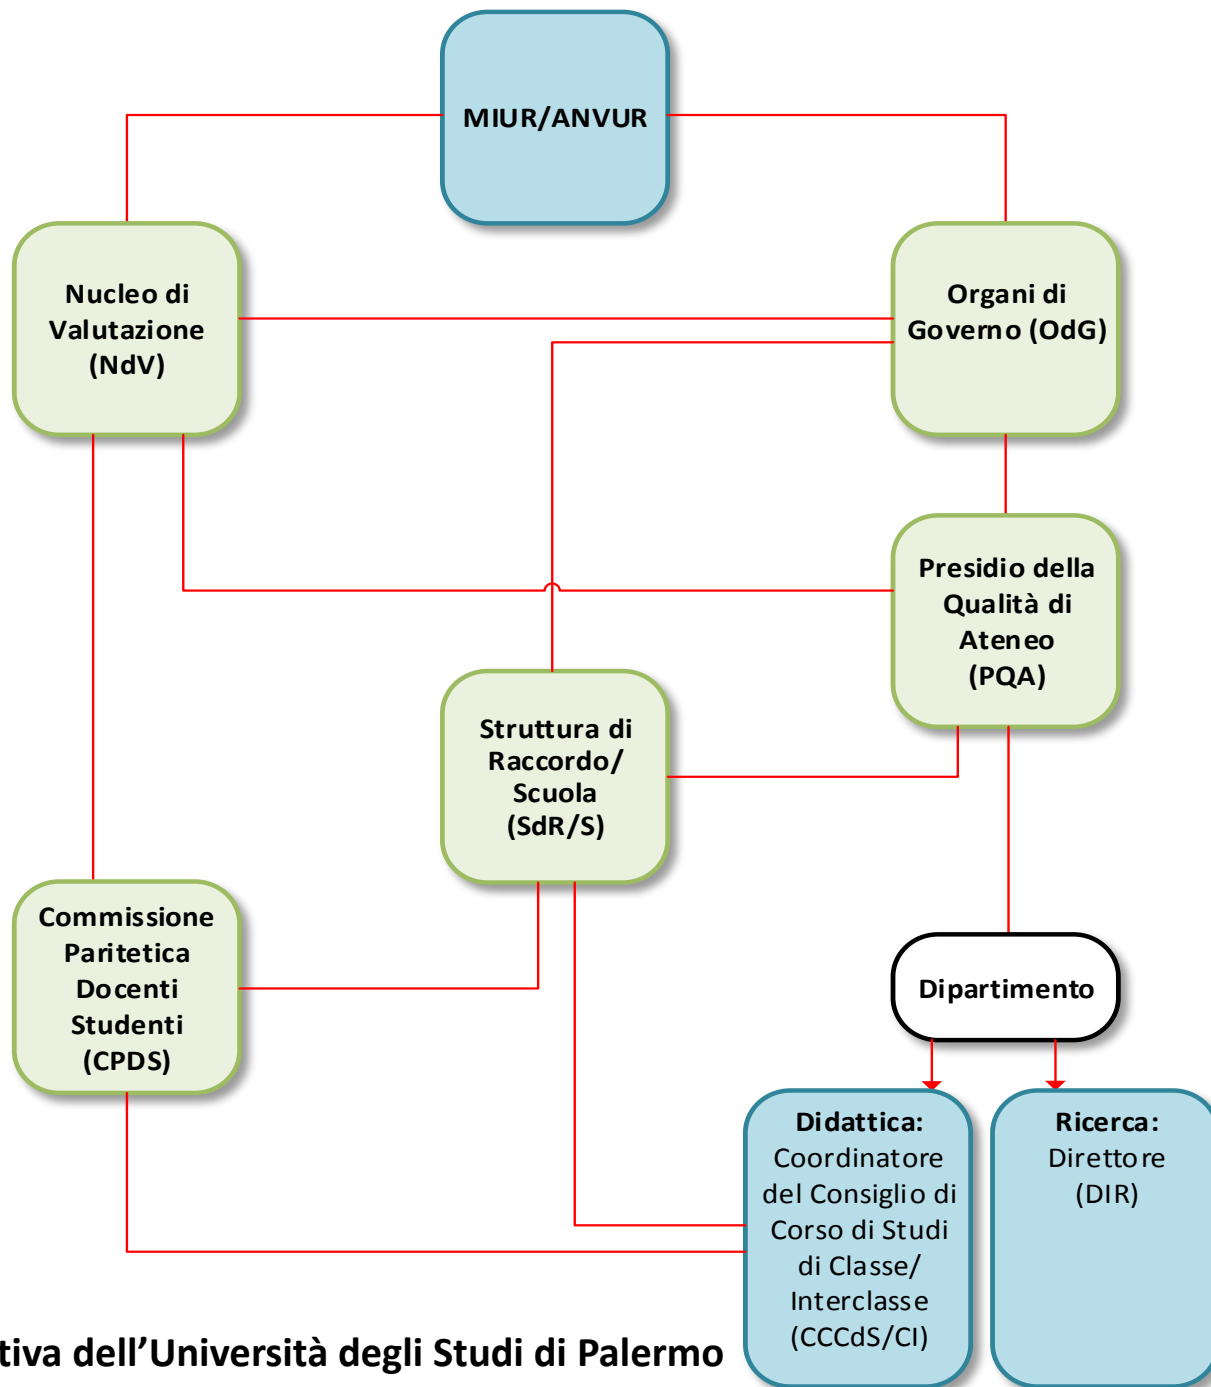 MIUR/ANVUR
Nucleo di
Valutazione
(NdV)
Organi di
Governo (OdG)
Presidio della
Qualità di
Ateneo
(PQA)
Struttura di
Raccordo/
Scuola
(SdR/S)
Commissione
Paritetica
Docenti
Studenti
(CPDS)
Dipartimento
Didattica:
Coordinatore
del Consiglio di
Corso di Studi
di Classe/
Interclasse
(CCCdS/CI)
Ricerca:
Direttore
(DIR)
tiva dell’Università degli Studi di Palermo